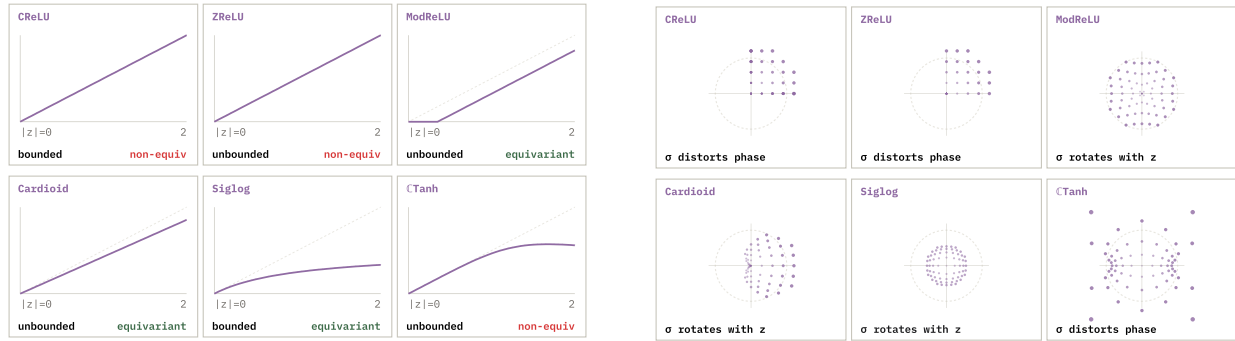 CReLU
|z|=0 2
bounded non-equiv
ZReLU
|z|=0 2
unbounded non-equiv
ModReLU
|z|=0 2
unbounded equivariant
Cardioid
|z|=0 2
unbounded equivariant
Siglog
|z|=0 2
bounded equivariant
ℂTanh
|z|=0 2
unbounded non-equiv
CReLU
σ distorts phase
ZReLU
σ distorts phase
ModReLU
σ rotates with z
Cardioid
σ rotates with z
Siglog
σ rotates with z
ℂTanh
σ distorts phase